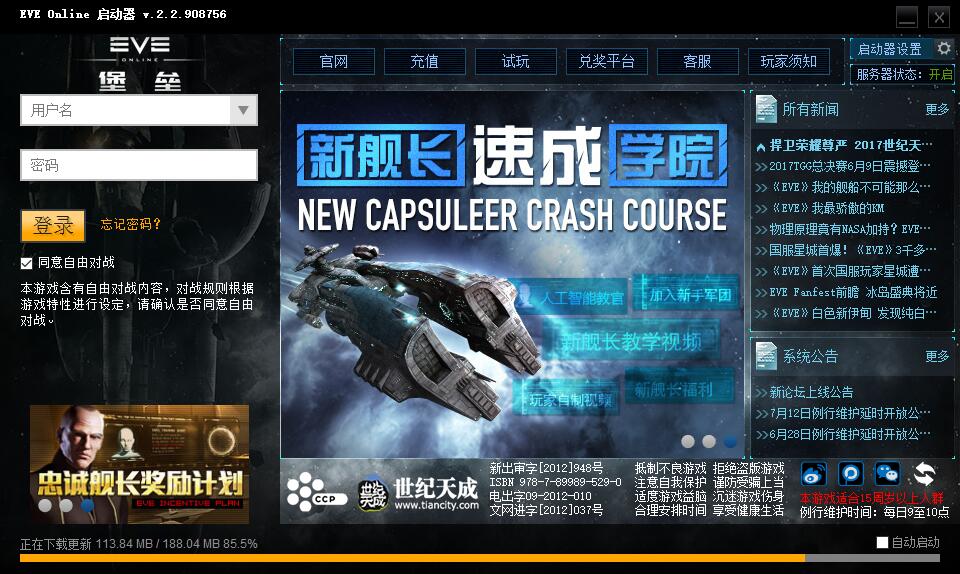 EVE Online 启动器 v.2.2.908756
EVE
ONLINE
堡垒
用户名
密码
登录 忘记密码？
同意自由对战
本游戏含有自由对战内容，对战规则根据
游戏特性进行设定，请确认是否同意自由
对战。
忠诚舰长奖励计划
EVE INCENTIVE PLAN
官网 充值 试玩 兑奖平台 客服 玩家须知
启动器设置
服务器状态：开启
新舰长速成学院
NEW CAPSULEER CRASH COURSE
人工智能教官
加入新手军团
新舰长教学视频
新舰长福利
玩家自制视频
所有新闻 更多
捍卫荣耀尊严 2017世纪天…
2017TGG总决赛6月9日震撼登…
《EVE》我的舰船不可能那么…
《EVE》我最骄傲的KM
物理原理竟有NASA加持？EVE…
国服星城首爆！《EVE》3千多…
《EVE》首次国服玩家星城遭…
EVE Fanfest前瞻 冰岛盛典将近
《EVE》白色新伊甸 发现纯白…
系统公告 更多
新论坛上线公告
7月12日例行维护延时开放公…
6月28日例行维护延时开放公…
CCP
世纪天成
世纪天成
www.tiancity.com
新出审字[2012]948号
ISBN 978-7-89989-529-0
电出字09-2012-010
文网进字[2012]037号
抵制不良游戏 拒绝盗版游戏
注意自我保护 谨防受骗上当
适度游戏益脑 沉迷游戏伤身
合理安排时间 享受健康生活
本游戏适合15周岁以上人群
例行维护时间：每日9至10点
正在下载更新 113.84 MB / 188.04 MB 85.5%
自动启动